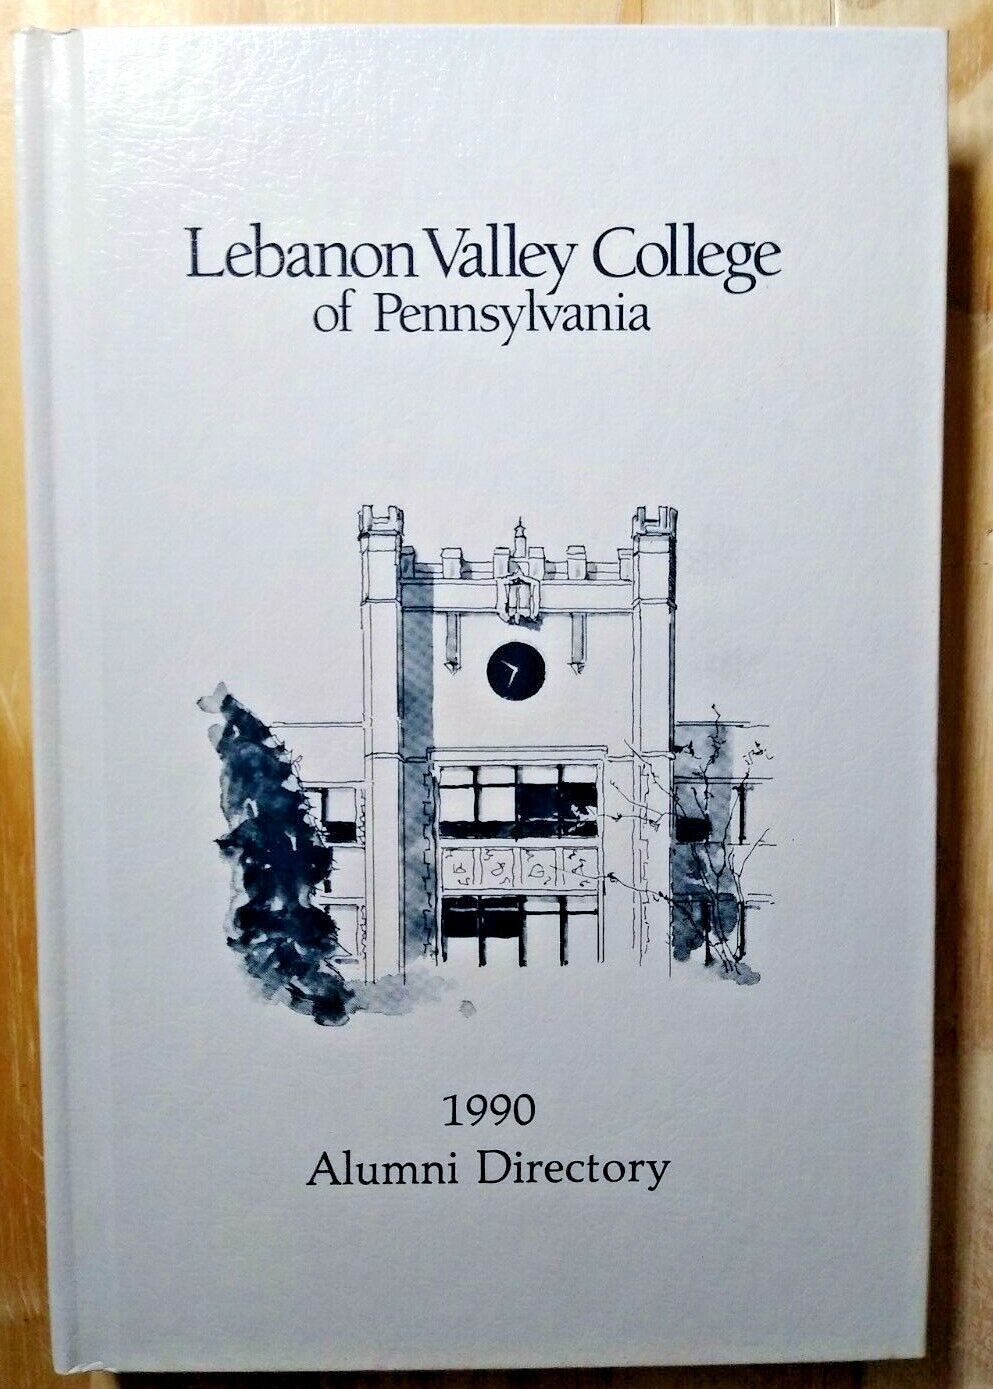 Lebanon Valley College
of Pennsylvania
1990
Alumni Directory